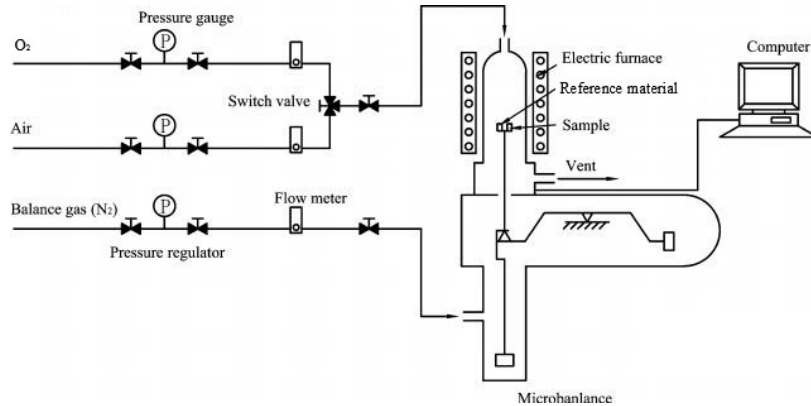 Pressure gauge
O₂
P
Electric furnace
Computer
Reference material
Switch valve
Sample
Air
P
Vent
Balance gas (N₂)
P
Flow meter
Pressure regulator
Microbanlance